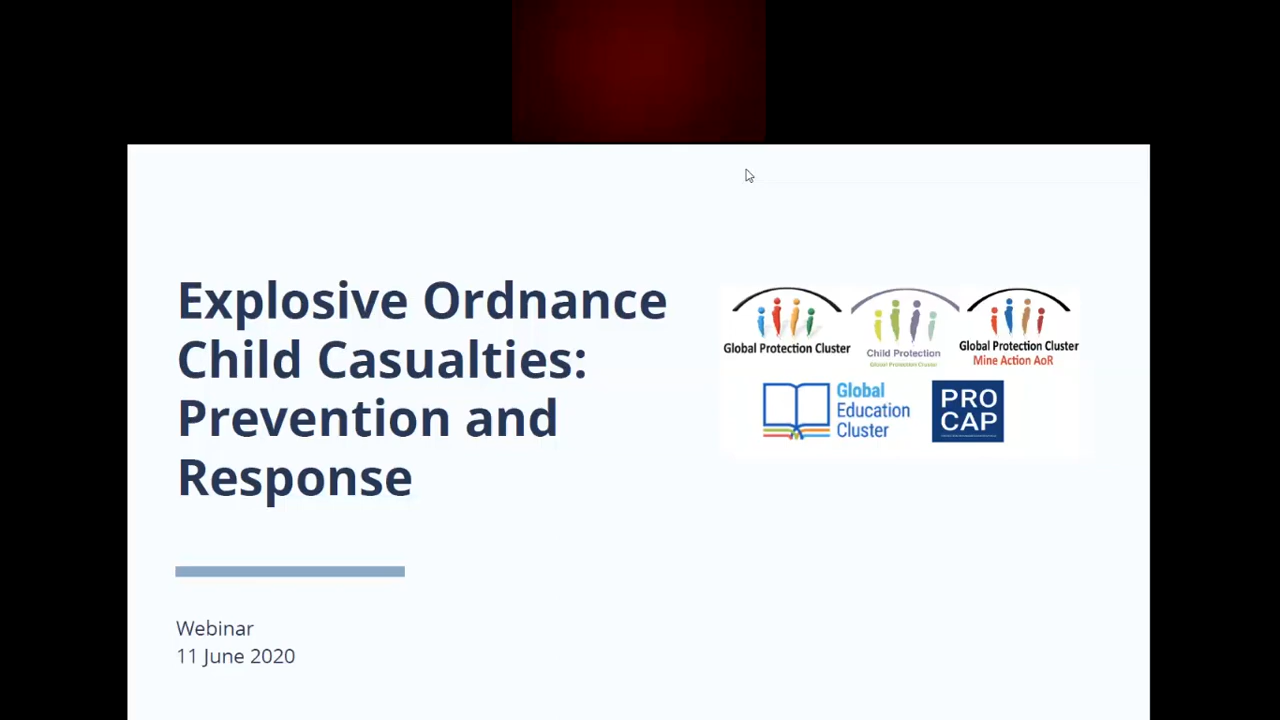 Explosive Ordnance
Child Casualties:
Prevention and
Response
Webinar
11 June 2020
Global Protection Cluster
Child Protection
Global Protection Cluster
Global Protection Cluster
Mine Action AoR
Global
Education
Cluster
PRO
CAP